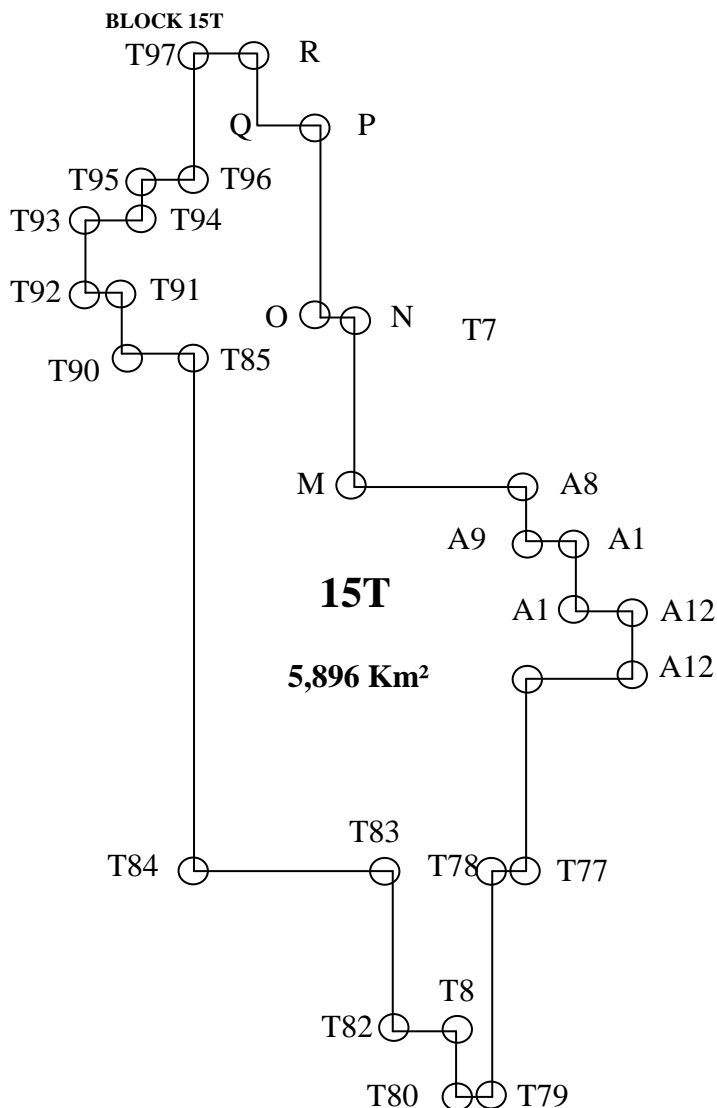 BLOCK 15T
T97 R
Q P
T95 T96
T93 T94
T92 T91
O N T7
T90 T85
M A8
A9 A1
15T
A1 A12
5,896 Km² A12
T83
T84 T78 T77
T8
T82
T80 T79